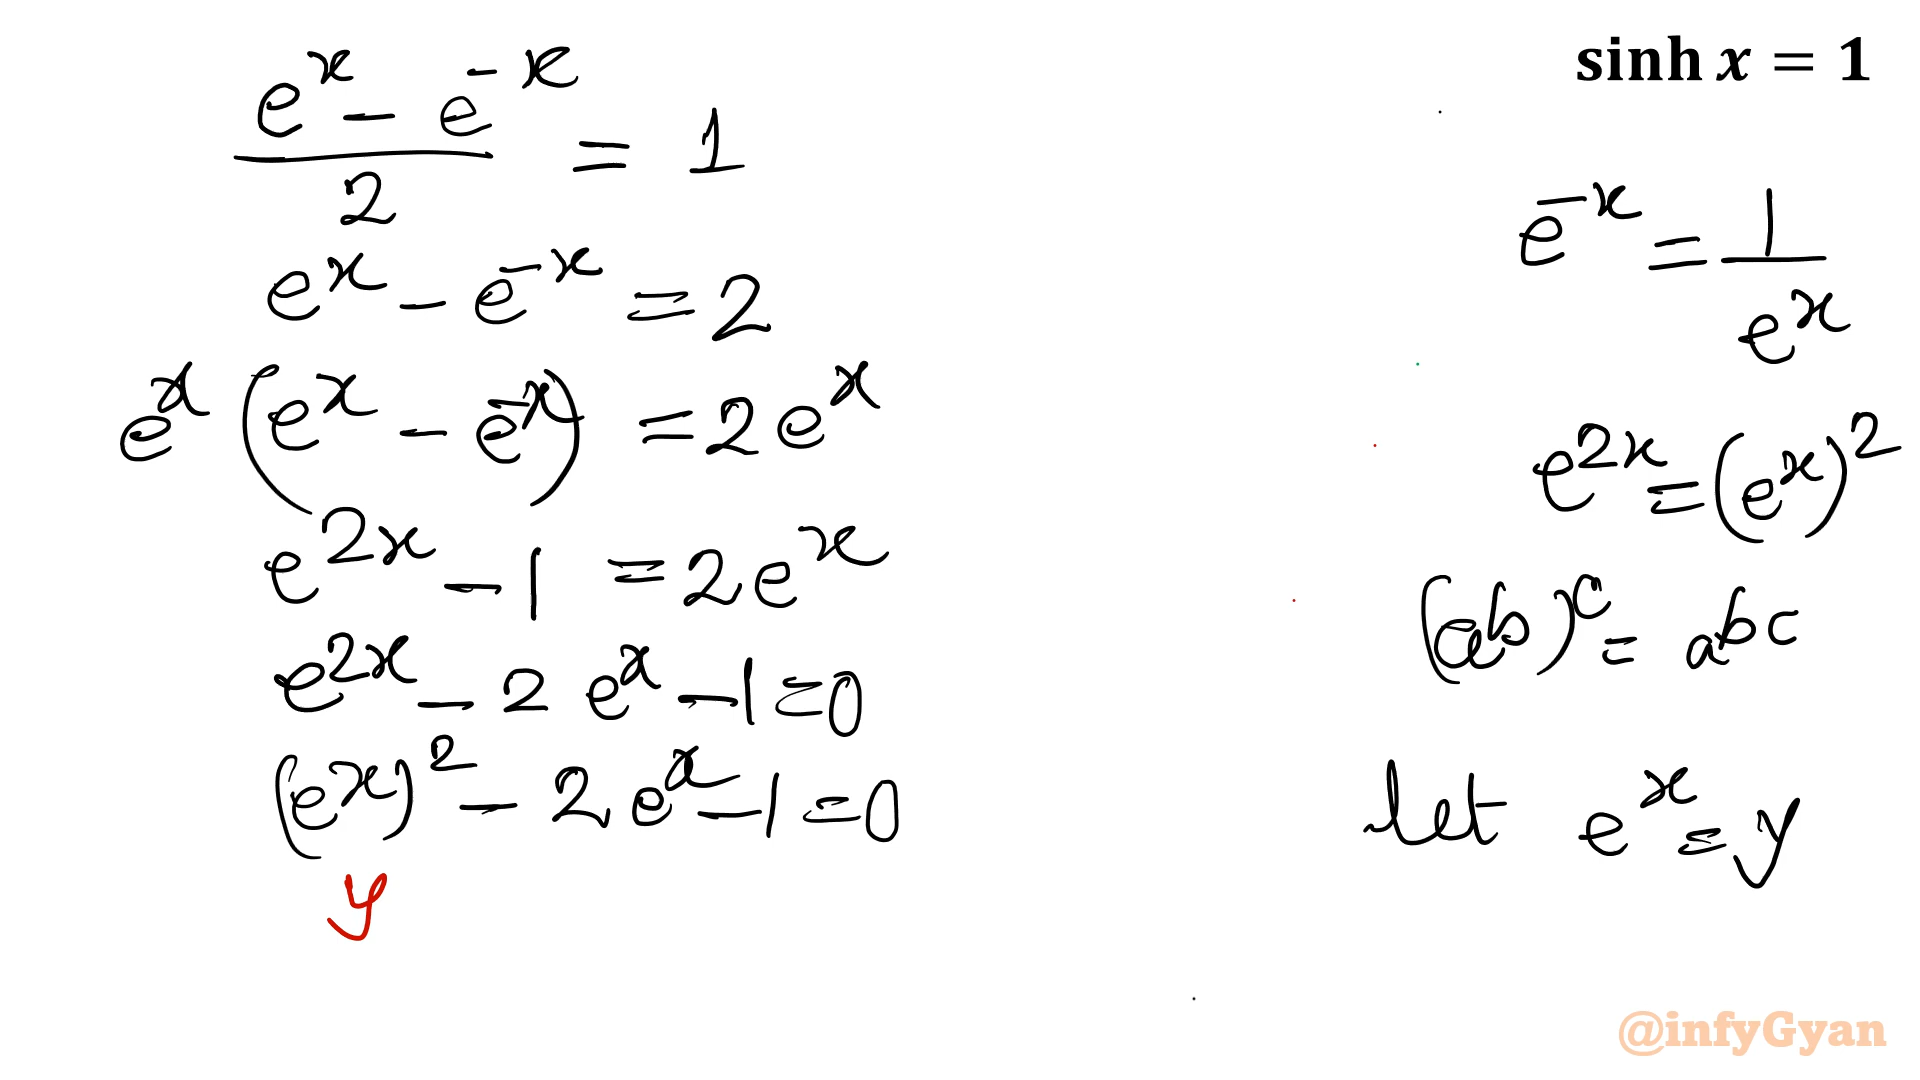 sinh x = 1
(e^x - e^-x)/2 = 1
e^x - e^-x = 2
e^x (e^x - e^-x) = 2e^x
e^2x - 1 = 2e^x
e^2x - 2 e^x - 1 = 0
(e^x)^2 - 2e^x - 1 = 0
y
e^-x = 1/e^x
e^2x = (e^x)^2
(a^b)^c = a^bc
let e^x = y
@infyGyan